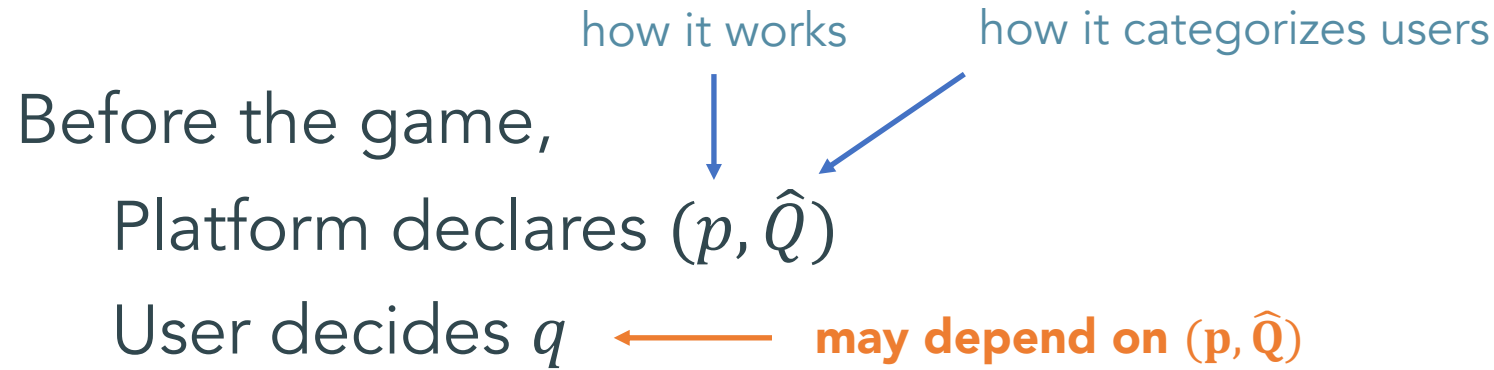 how it works
how it categorizes users
Before the game,
Platform declares (p, Q̂)
User decides q
may depend on (p, Q̂)